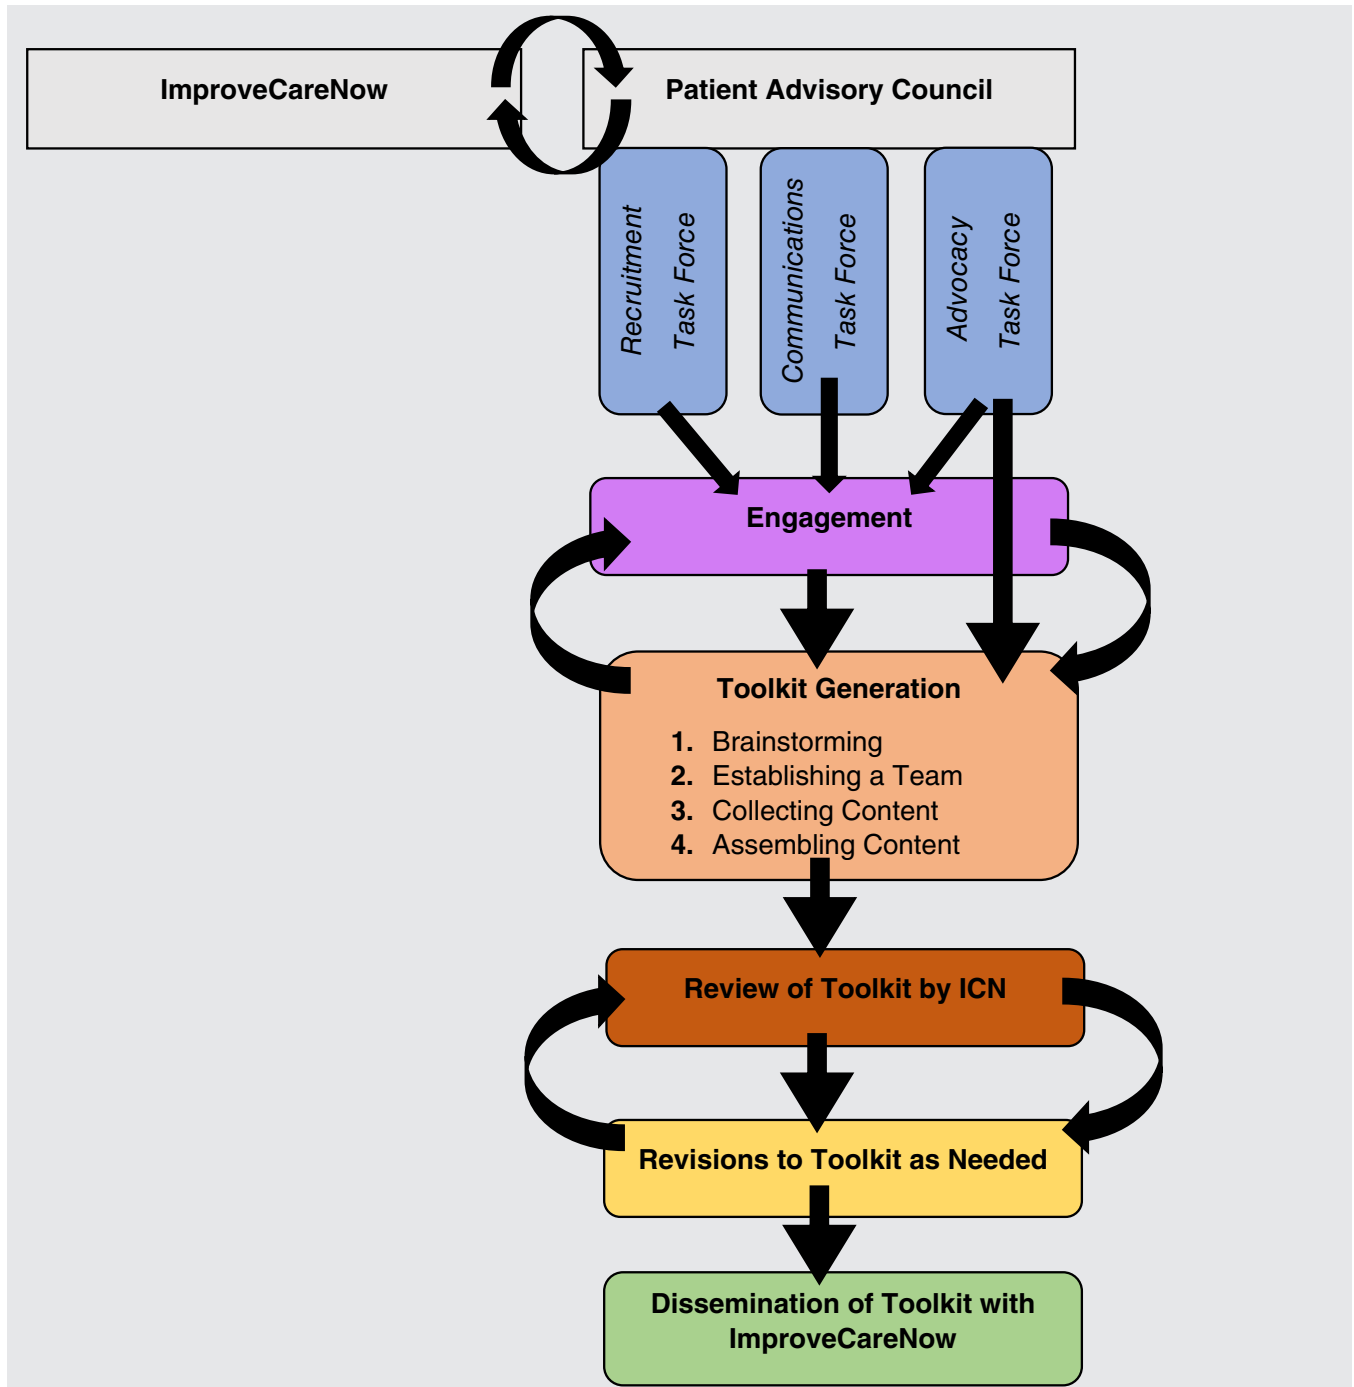 ImproveCareNow
Patient Advisory Council
Recruitment
Task Force
Communications
Task Force
Advocacy
Task Force
Engagement
Toolkit Generation
1. Brainstorming
2. Establishing a Team
3. Collecting Content
4. Assembling Content
Review of Toolkit by ICN
Revisions to Toolkit as Needed
Dissemination of Toolkit with
ImproveCareNow